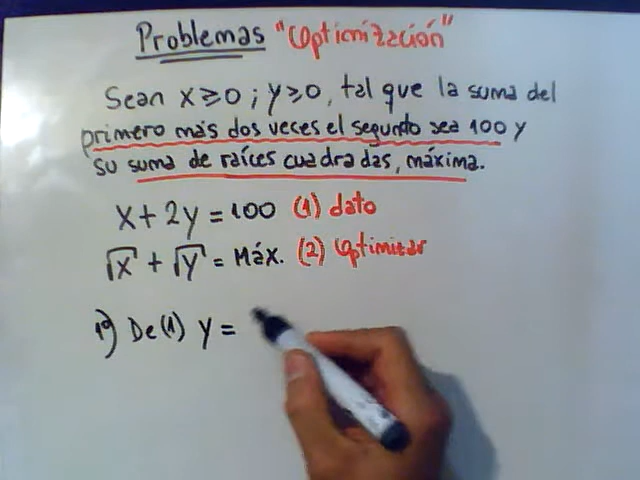 Problemas "Optimización"
Sean x ≥ 0 ; y ≥ 0, tal que la suma del
primero más dos veces el segundo sea 100 y
su suma de raíces cuadradas, máxima.
x + 2y = 100 (1) dato
√x + √y = Máx. (2) Optimizar
1º) De (1) y =